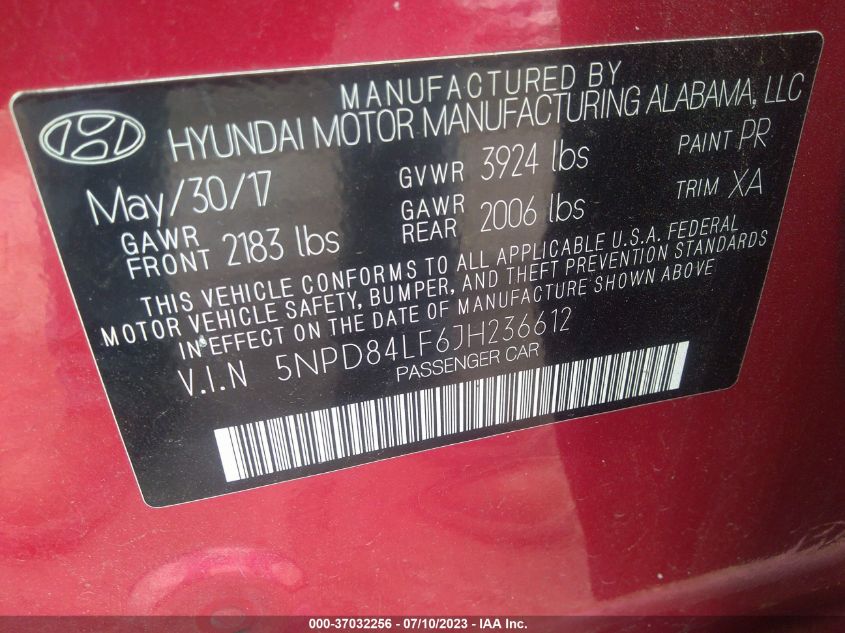 MANUFACTURED BY
HYUNDAI MOTOR MANUFACTURING ALABAMA, LLC
May/30/17 GVWR 3924 lbs PAINT PR
GAWR FRONT 2183 lbs GAWR REAR 2006 lbs TRIM XA
THIS VEHICLE CONFORMS TO ALL APPLICABLE U.S.A. FEDERAL
MOTOR VEHICLE SAFETY, BUMPER, AND THEFT PREVENTION STANDARDS
IN EFFECT ON THE DATE OF MANUFACTURE SHOWN ABOVE
V.I.N 5NPD84LF6JH236612
PASSENGER CAR
000-37032256 - 07/10/2023 - IAA Inc.